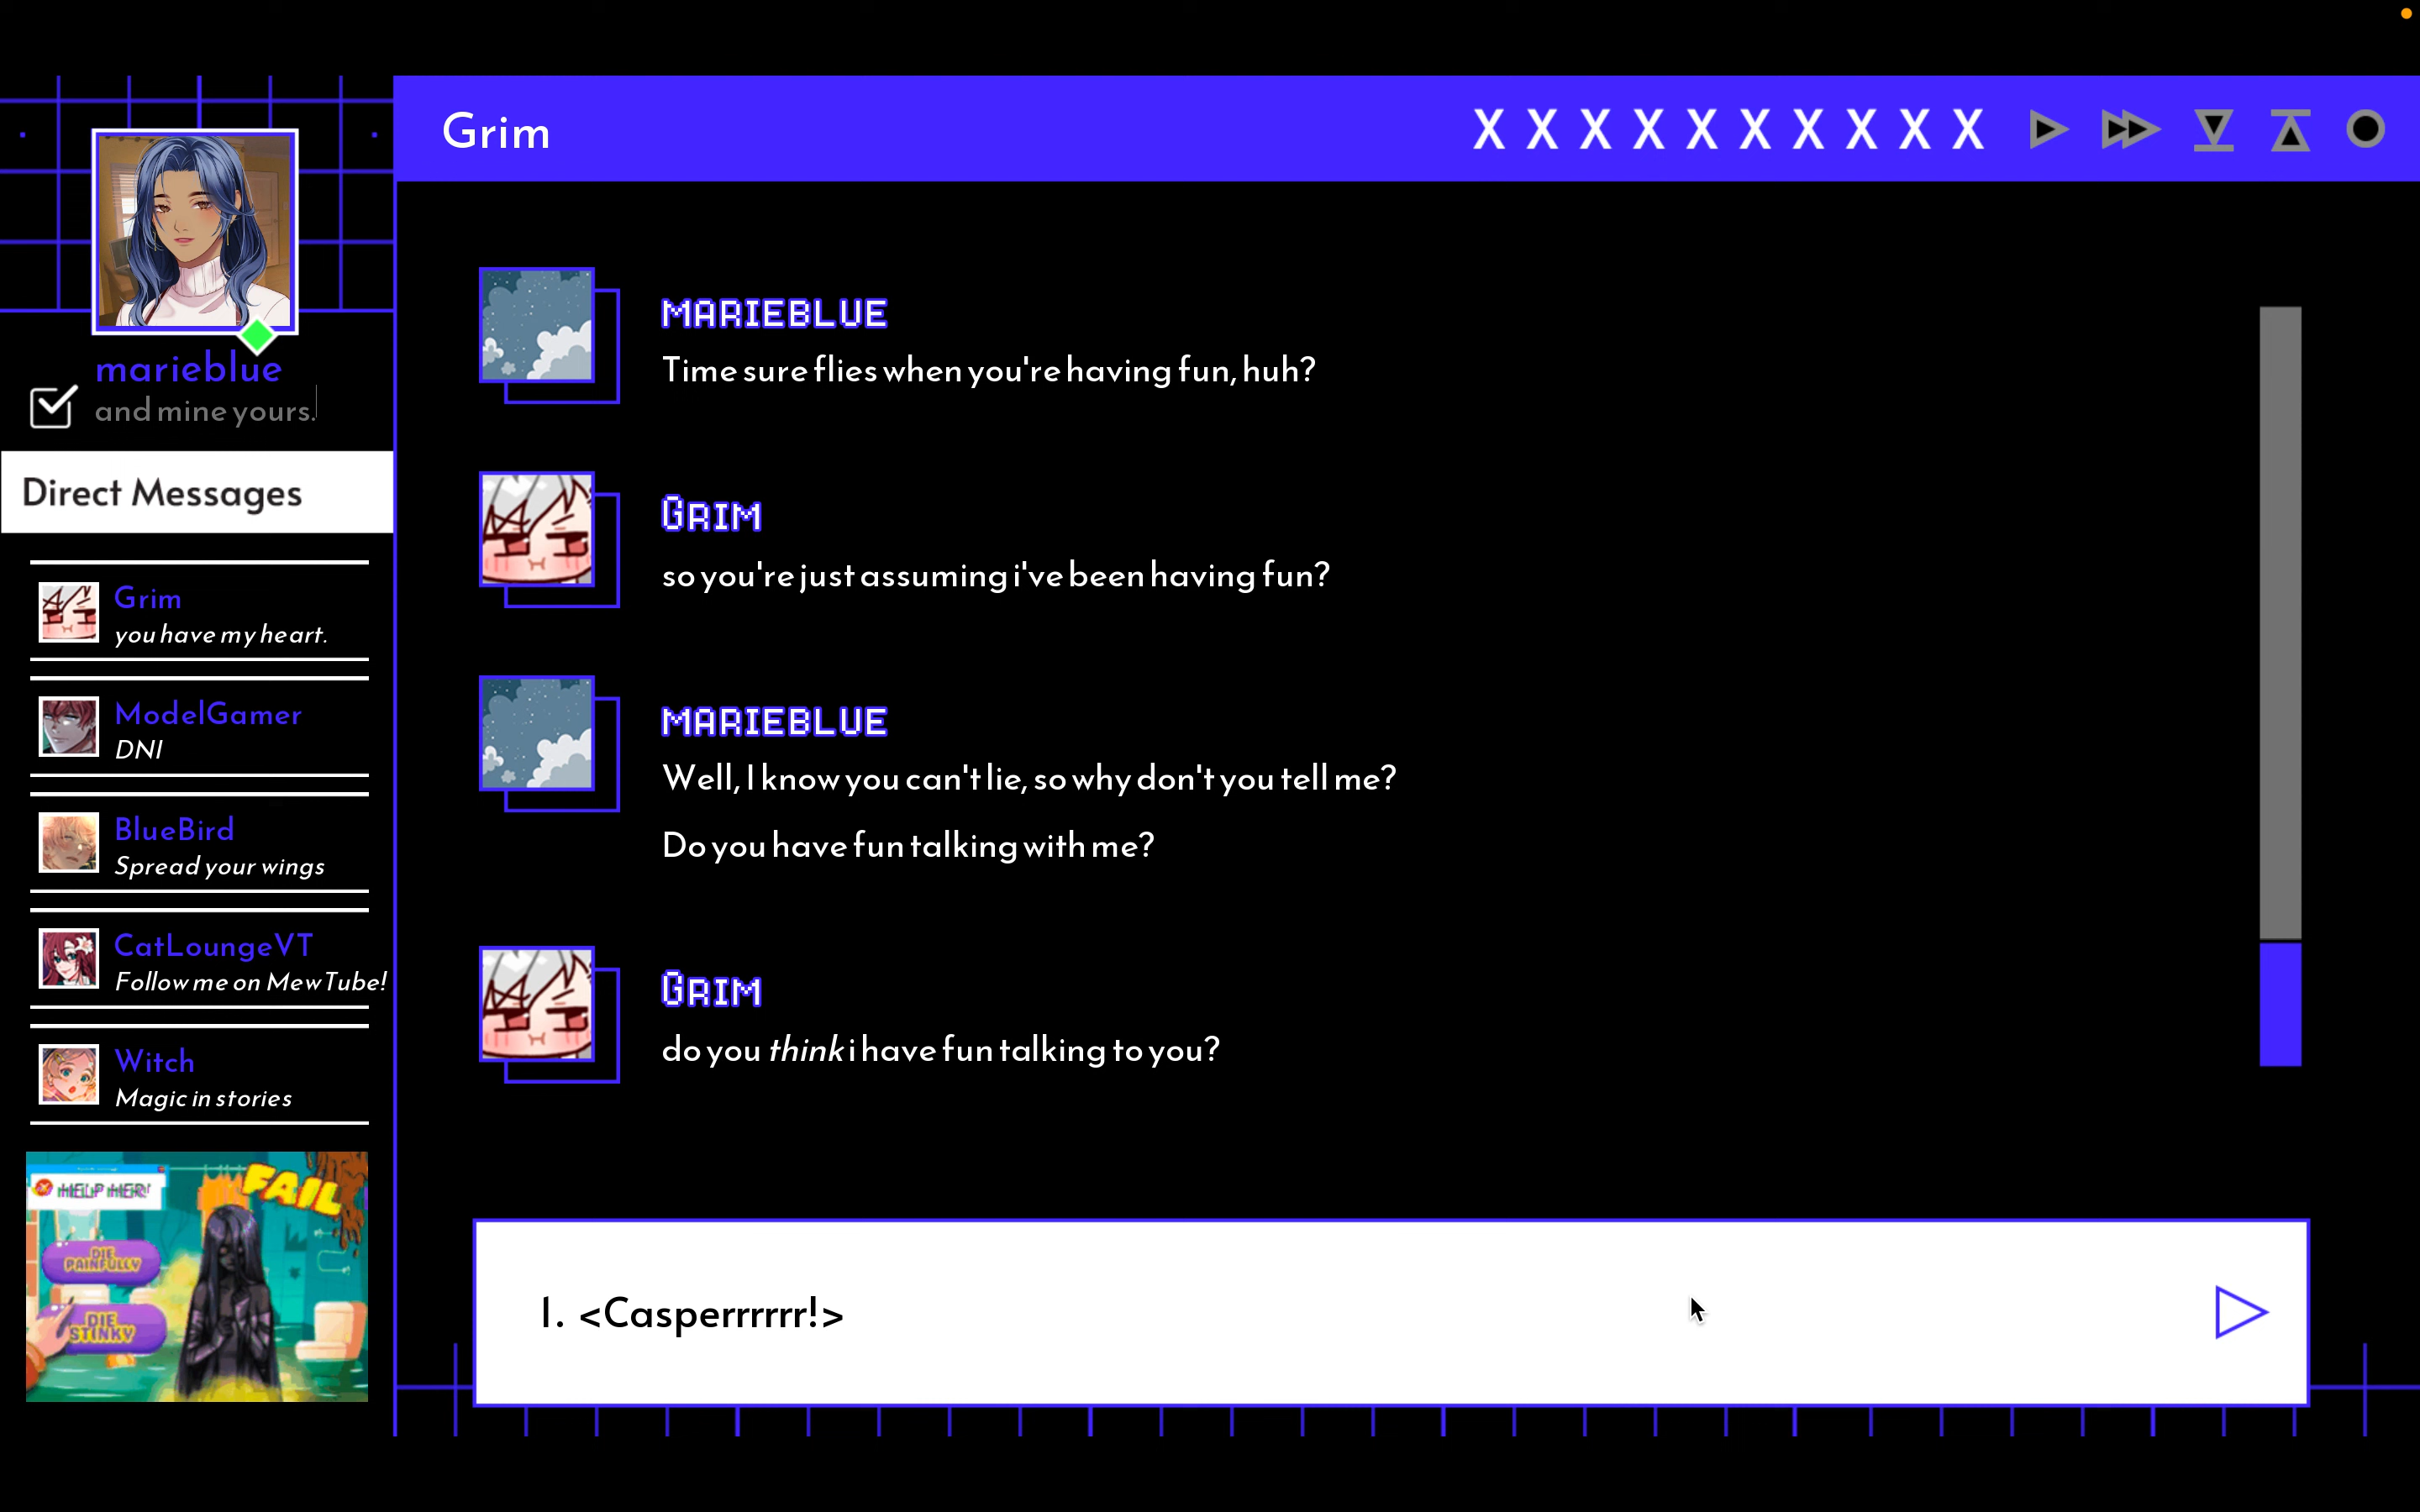 Grim
X X X X X X X X X X
marieblue
and mine yours.
Direct Messages
Grim
you have my heart.
ModelGamer
DNI
BlueBird
Spread your wings
CatLoungeVT
Follow me on MewTube!
Witch
Magic in stories
HELP HER!
FAIL
DIE
PAINFULLY
DIE
STINKY
MARIEBLUE
Time sure flies when you're having fun, huh?
GRIM
so you're just assuming i've been having fun?
MARIEBLUE
Well, I know you can't lie, so why don't you tell me?
Do you have fun talking with me?
GRIM
do you think i have fun talking to you?
1. <Casperrrrrr!>